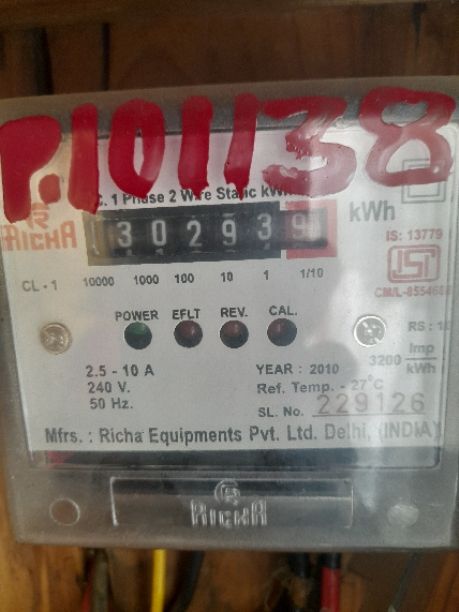 P.101138
C. 1 Phase 2 Wire Static
RICHA
302939
kWh
IS: 13779
CL - 1 10000 1000 100 10 1 1/10
ISI
POWER EFLT REV. CAL.
2.5 - 10 A
240 V.
50 Hz.
YEAR : 2010
Ref. Temp. - 27°C
SL. No. 229126
3200 Imp/kWh
Mfrs. : Richa Equipments Pvt. Ltd. Delhi, (INDIA)
RICHA